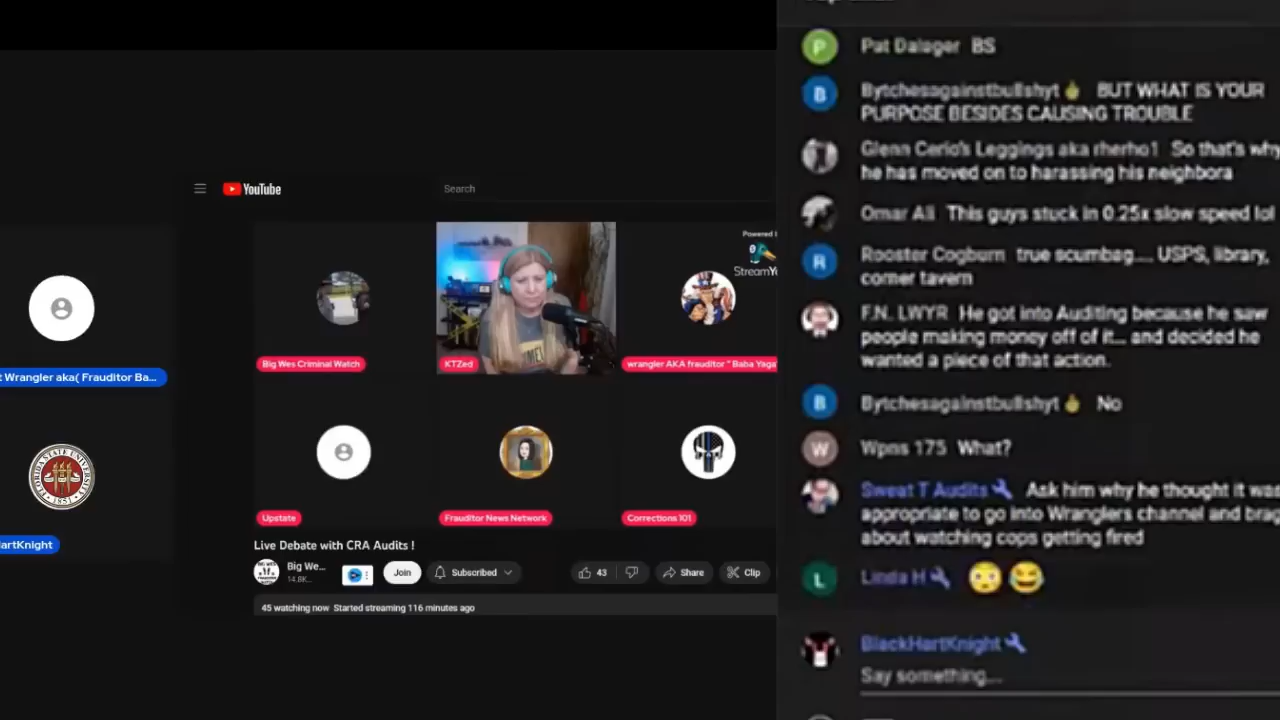 YouTube
Search
Powered b
StreamYa
Big Wes Criminal Watch
KTZed
wrangler AKA frauditor " Baba Yaga
Upstate
Frauditor News Network
Corrections 101
t Wrangler aka( Frauditor Ba...
FLORIDA STATE UNIVERSITY
1851
HartKnight
Live Debate with CRA Audits !
Big We...
14.8K...
Join
Subscribed
43
Share
Clip
45 watching now Started streaming 116 minutes ago
P
Pat Dalager BS
B
Bytchesagainstbullshyt BUT WHAT IS YOUR
PURPOSE BESIDES CAUSING TROUBLE
Glenn Cerio's Leggings aka rherho1 So that's why
he has moved on to harassing his neighbora
Omar Ali This guys stuck in 0.25x slow speed lol
R
Rooster Cogburn true scumbag.... USPS, library,
corner tavern
F.N. LWYR He got into Auditing because he saw
people making money off of it... and decided he
wanted a piece of that action.
B
Bytchesagainstbullshyt No
W
Wpns 175 What?
Sweat T Audits Ask him why he thought it was
appropriate to go into Wranglers channel and brag
about watching cops getting fired
L
Linda H
BlackHartKnight
Say something...